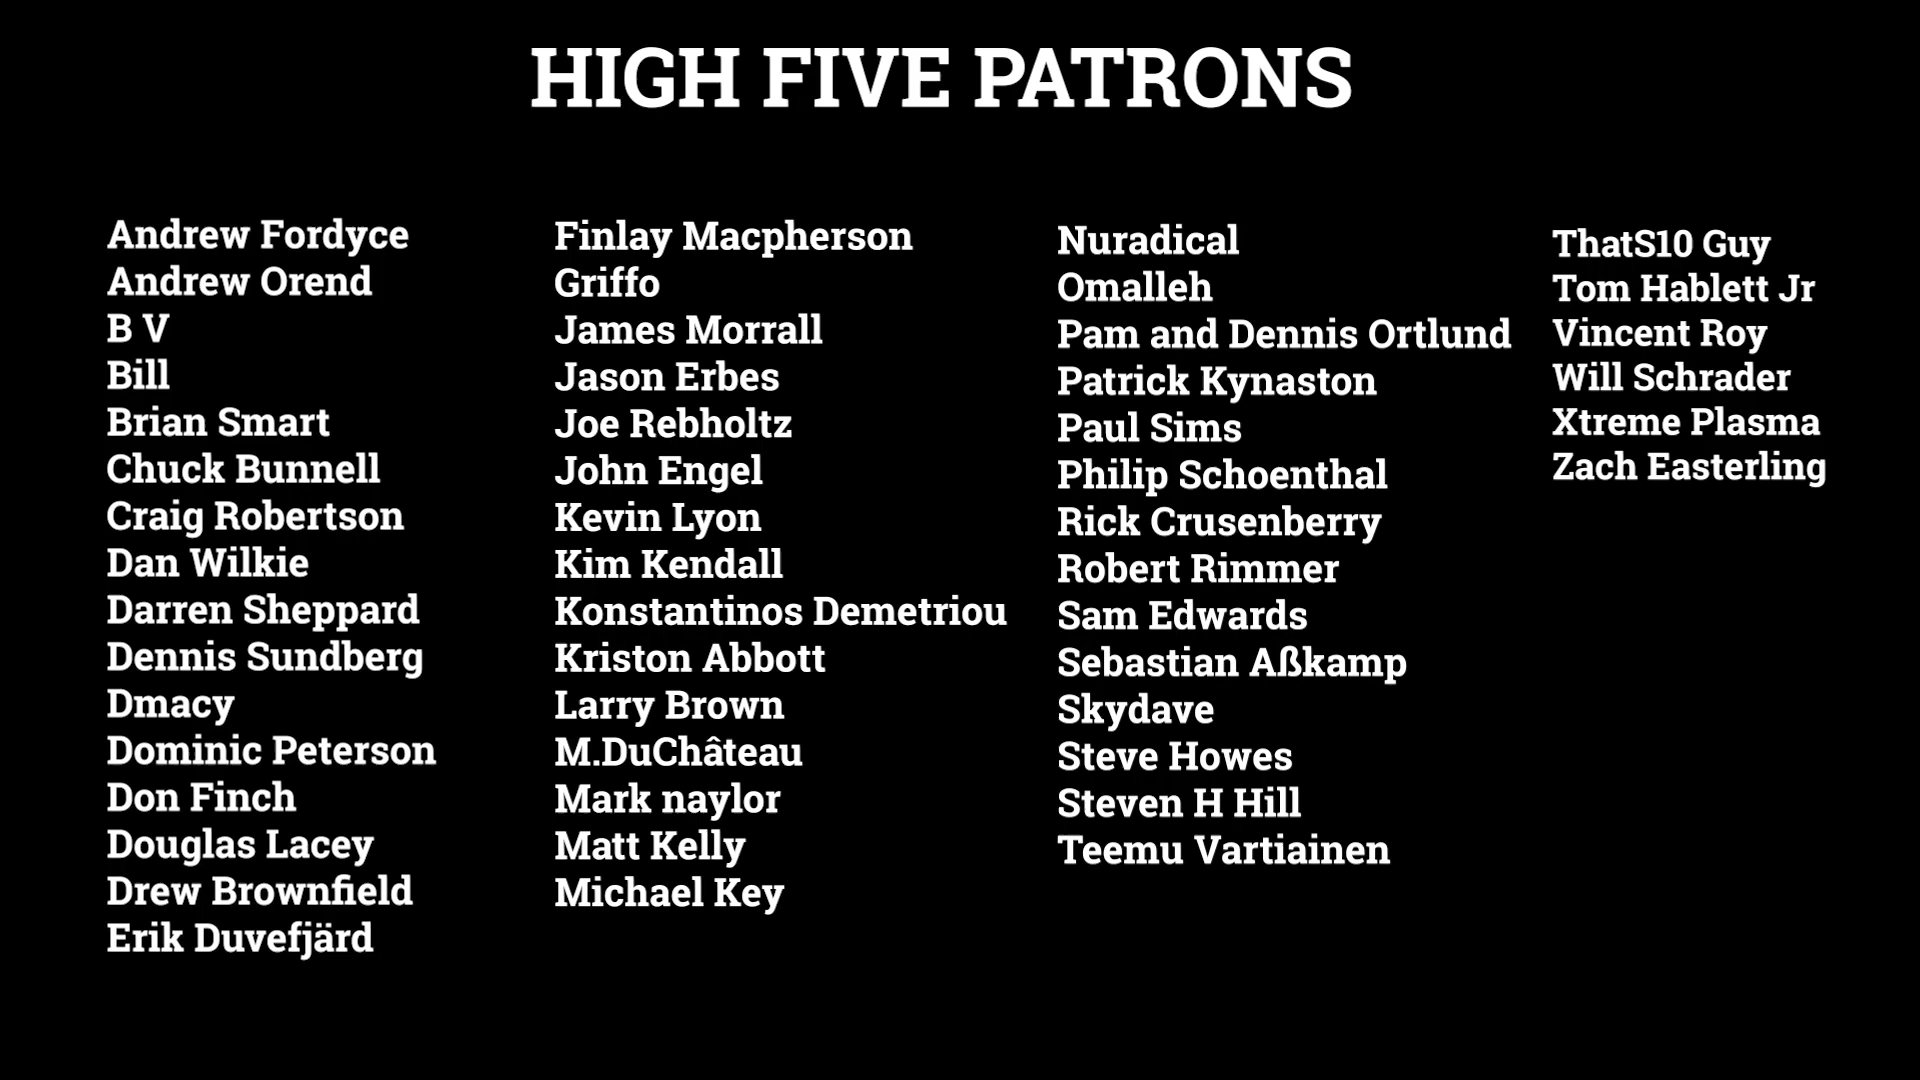 HIGH FIVE PATRONS
Andrew Fordyce
Andrew Orend
B V
Bill
Brian Smart
Chuck Bunnell
Craig Robertson
Dan Wilkie
Darren Sheppard
Dennis Sundberg
Dmacy
Dominic Peterson
Don Finch
Douglas Lacey
Drew Brownfield
Erik Duvefjärd
Finlay Macpherson
Griffo
James Morrall
Jason Erbes
Joe Rebholtz
John Engel
Kevin Lyon
Kim Kendall
Konstantinos Demetriou
Kriston Abbott
Larry Brown
M.DuChâteau
Mark naylor
Matt Kelly
Michael Key
Nuradical
Omalleh
Pam and Dennis Ortlund
Patrick Kynaston
Paul Sims
Philip Schoenthal
Rick Crusenberry
Robert Rimmer
Sam Edwards
Sebastian Aßkamp
Skydave
Steve Howes
Steven H Hill
Teemu Vartiainen
ThatS10 Guy
Tom Hablett Jr
Vincent Roy
Will Schrader
Xtreme Plasma
Zach Easterling